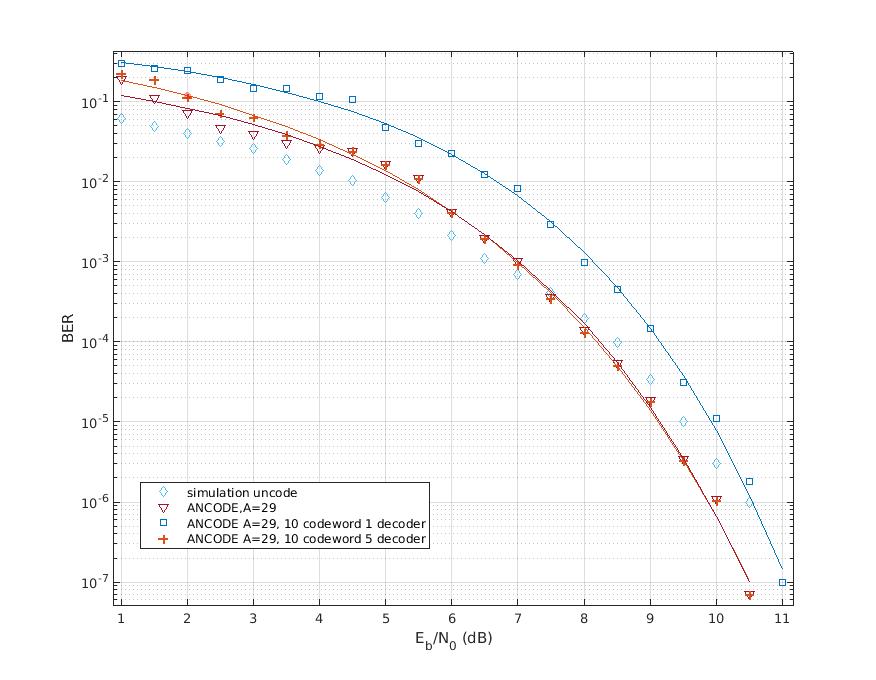 10^-1
10^-2
10^-3
10^-4
10^-5
10^-6
10^-7
BER
simulation uncode
ANCODE,A=29
ANCODE A=29, 10 codeword 1 decoder
ANCODE A=29, 10 codeword 5 decoder
1 2 3 4 5 6 7 8 9 10 11
E_b/N_0 (dB)